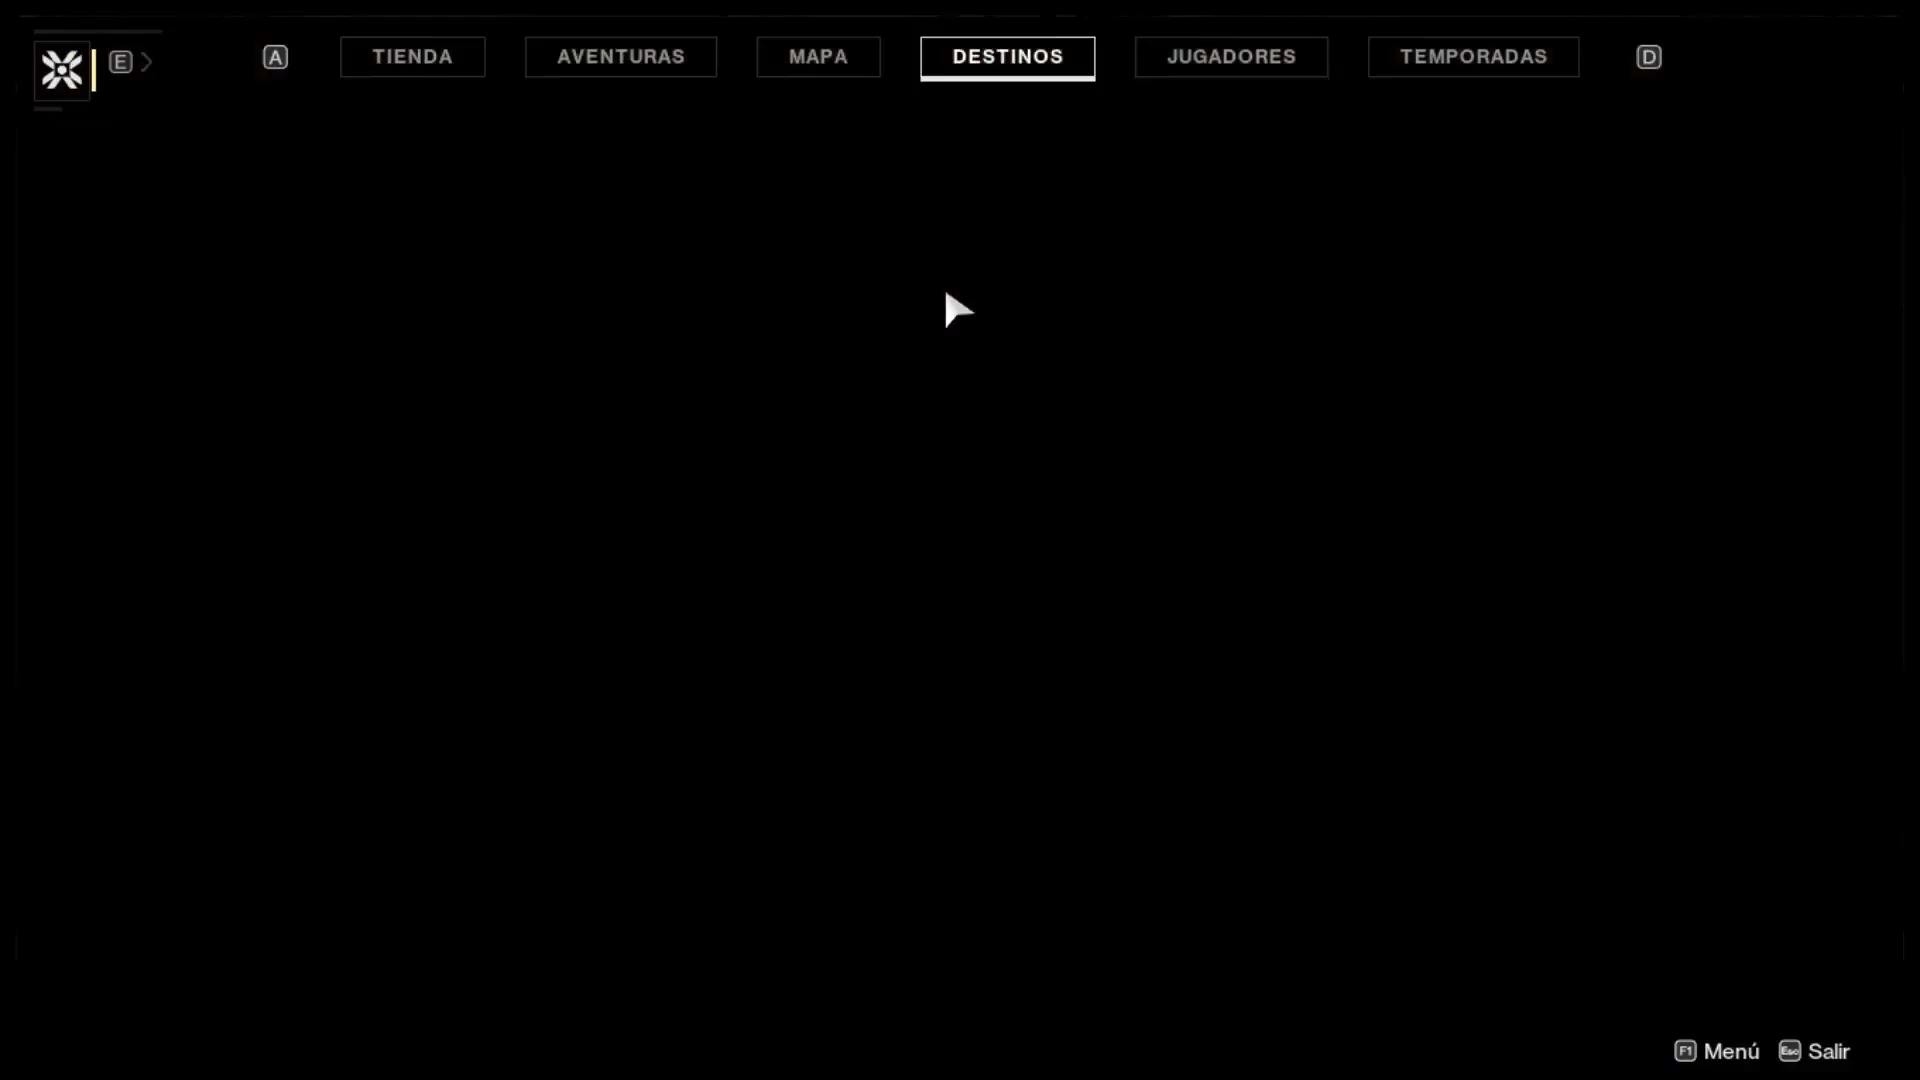 E
A
TIENDA
AVENTURAS
MAPA
DESTINOS
JUGADORES
TEMPORADAS
D
F1 Menú
Esc Salir